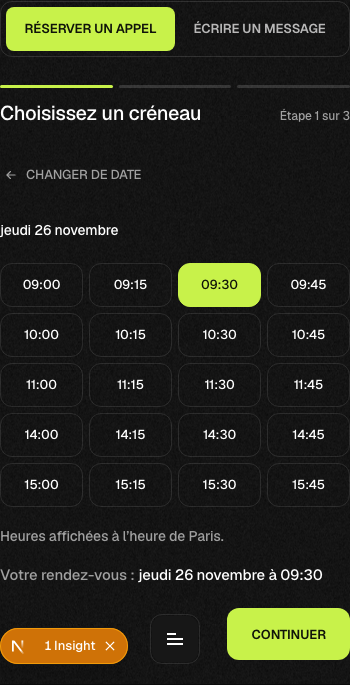 RÉSERVER UN APPEL
ÉCRIRE UN MESSAGE
Choisissez un créneau
Étape 1 sur 3
← CHANGER DE DATE
jeudi 26 novembre
09:00 09:15 09:30 09:45
10:00 10:15 10:30 10:45
11:00 11:15 11:30 11:45
14:00 14:15 14:30 14:45
15:00 15:15 15:30 15:45
Heures affichées à l'heure de Paris.
Votre rendez-vous : jeudi 26 novembre à 09:30
N 1 Insight ×
CONTINUER